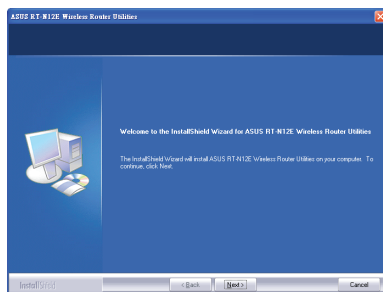 ASUS RT-N12E Wireless Router Utilities
Welcome to the InstallShield Wizard for ASUS RT-N12E Wireless Router Utilities
The InstallShield Wizard will install ASUS RT-N12E Wireless Router Utilities on your computer. To
continue, click Next.
InstallShield
< Back
Next >
Cancel